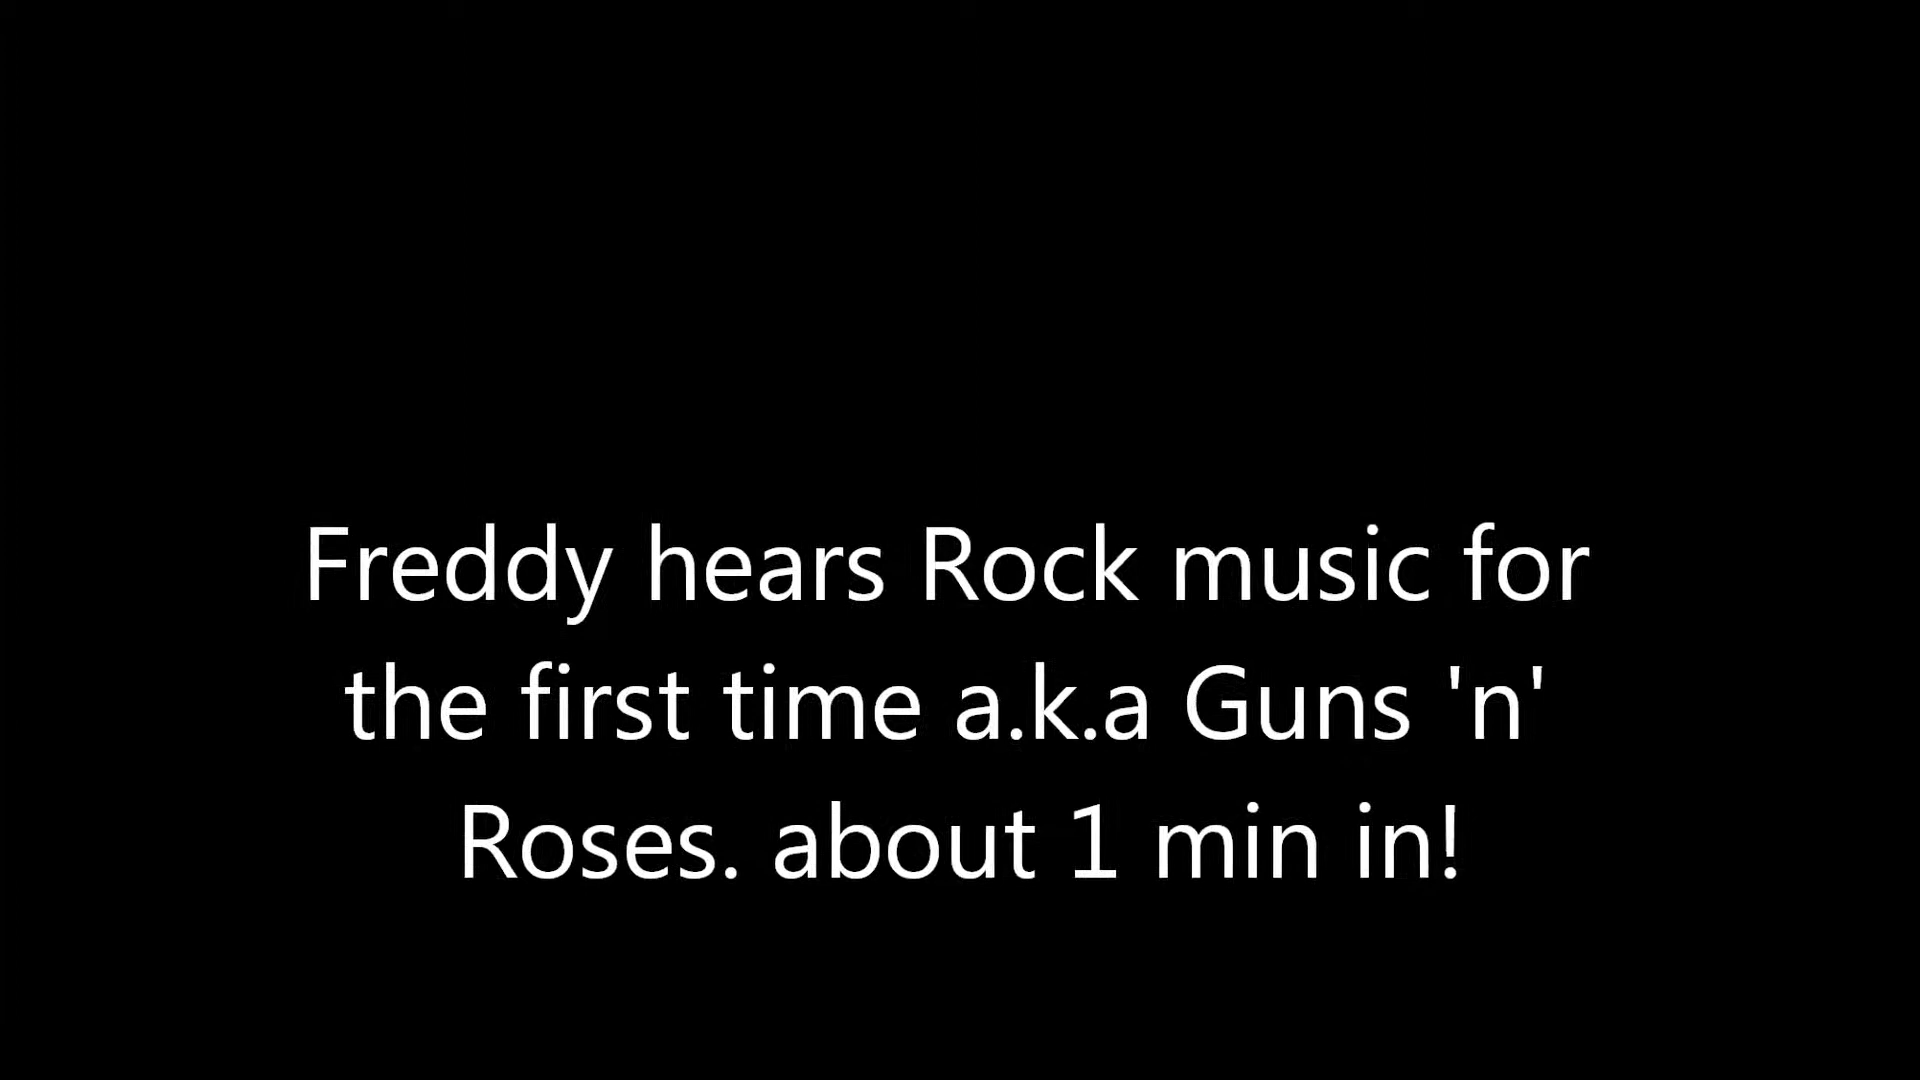 Freddy hears Rock music for
the first time a.k.a Guns 'n'
Roses. about 1 min in!